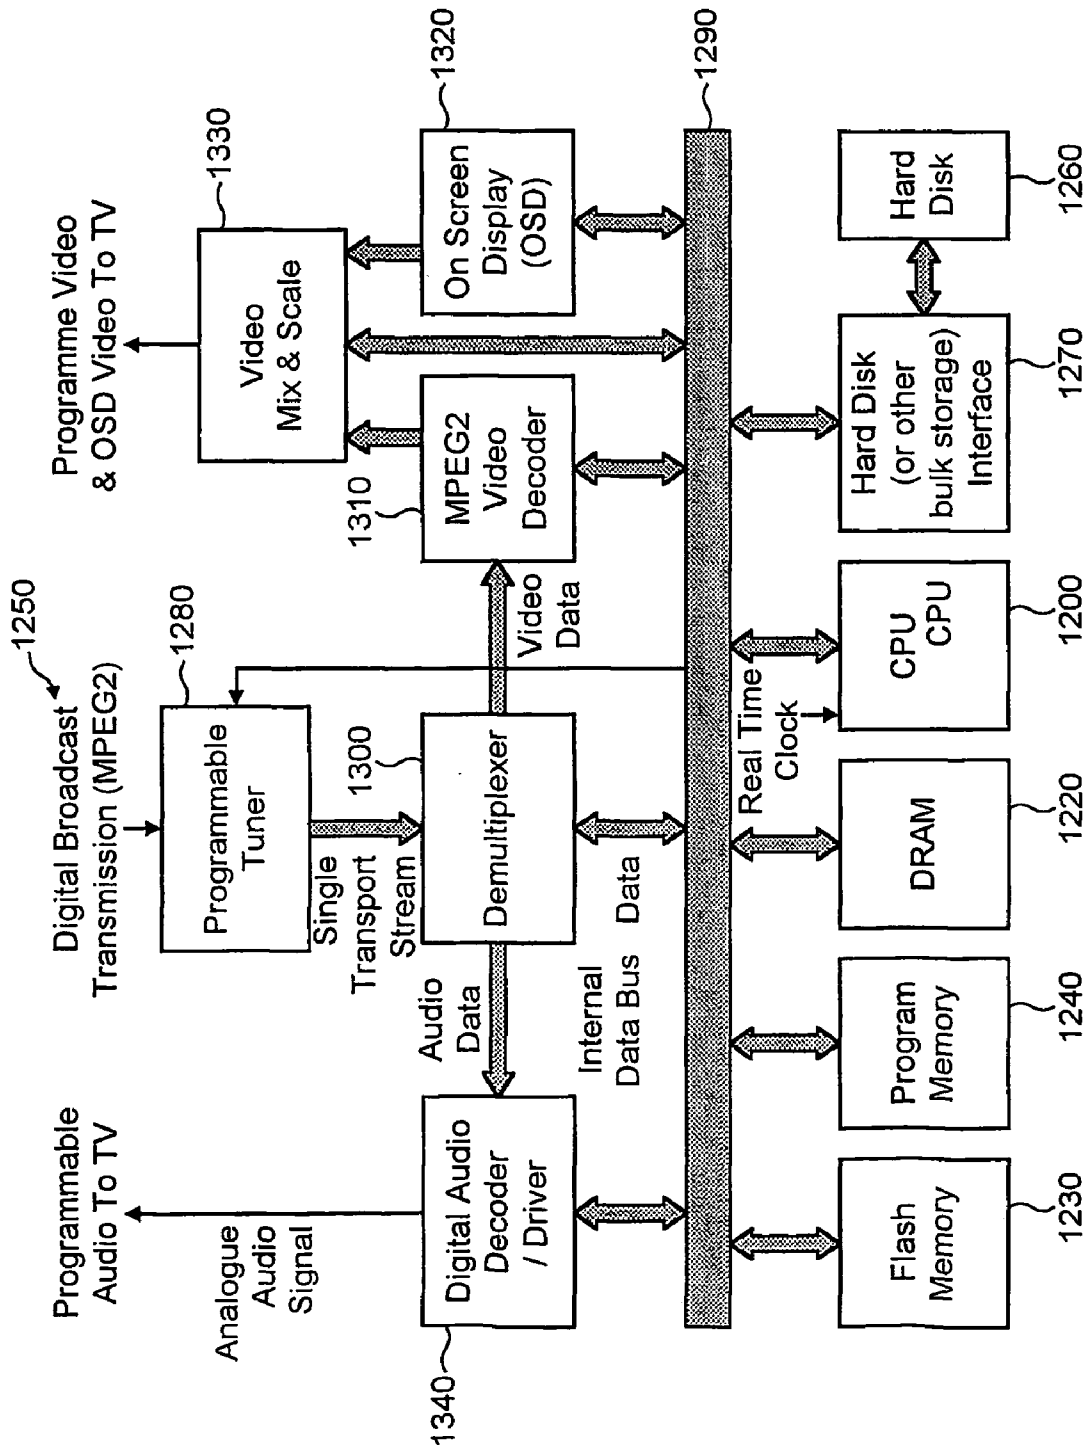 Programmable
Audio To TV
Digital Broadcast
Transmission (MPEG2)
1250
Programme Video
& OSD Video To TV
Analogue
Audio
Signal
Programmable
Tuner
1280
Video
Mix & Scale
1330
Single
Transport
Stream
1300
1310
1340
Digital Audio
Decoder
/ Driver
Audio
Data
Demultiplexer
Video
Data
MPEG2
Video
Decoder
On Screen
Display
(OSD)
1320
Internal
Data Bus
Data
1290
Real Time
Clock
Flash
Memory
1230
Program
Memory
1240
DRAM
1220
CPU
CPU
1200
Hard Disk
(or other
bulk storage)
Interface
1270
Hard
Disk
1260